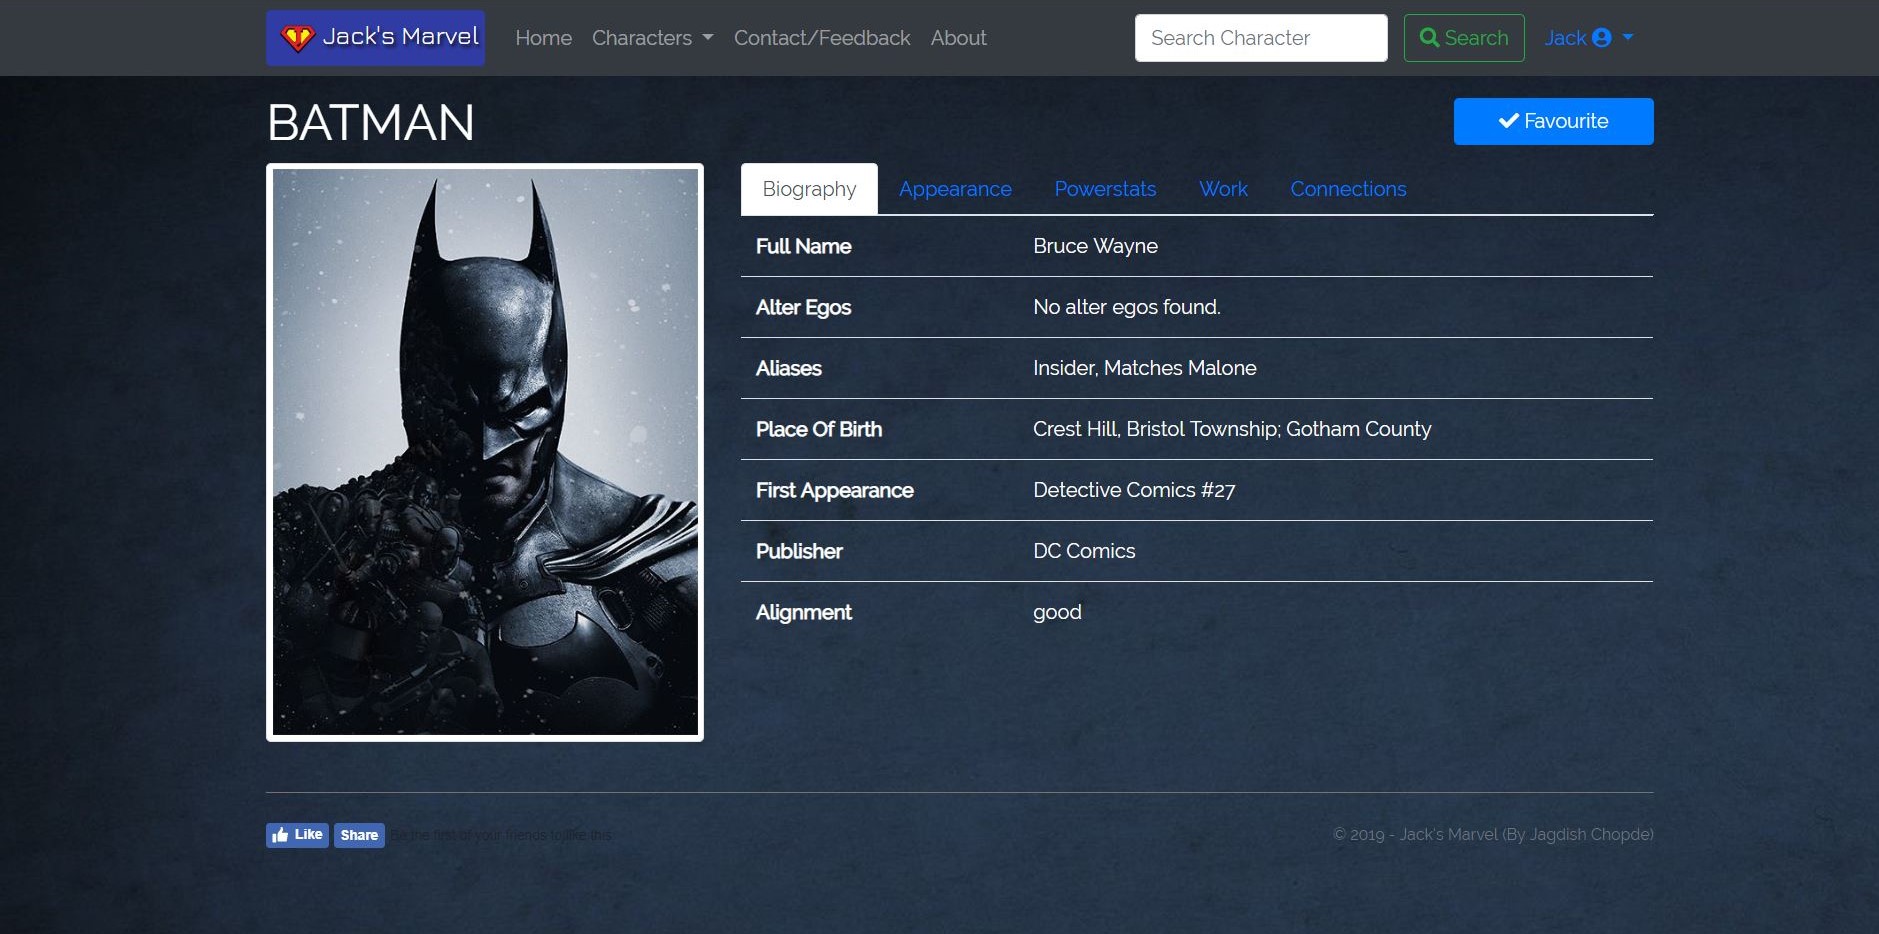 Jack's Marvel Home Characters Contact/Feedback About Search Character Search Jack
BATMAN
Favourite
Biography Appearance Powerstats Work Connections
Full Name Bruce Wayne
Alter Egos No alter egos found.
Aliases Insider, Matches Malone
Place Of Birth Crest Hill, Bristol Township; Gotham County
First Appearance Detective Comics #27
Publisher DC Comics
Alignment good
Like Share Be the first of your friends to like this. © 2019 - Jack's Marvel (By Jagdish Chopde)